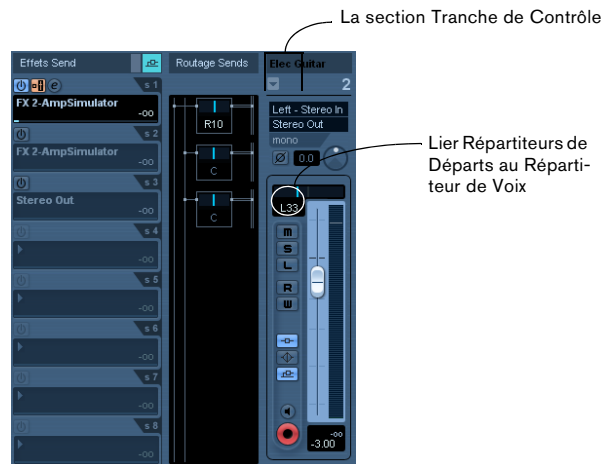 La section Tranche de Contrôle
Effets Send
Routage Sends
Elec Guitar
s 1
2
FX 2-AmpSimulator
-oo
R10
Left - Stereo In
Stereo Out
mono
0.0
s 2
FX 2-AmpSimulator
-oo
C
Lier Répartiteurs de
Départs au Réparti-
teur de Voix
s 3
Stereo Out
-oo
C
L33
s 4
-oo
m
S
L
R
W
s 5
-oo
s 6
-oo
s 7
-oo
s 8
-oo
-oo
-3.00